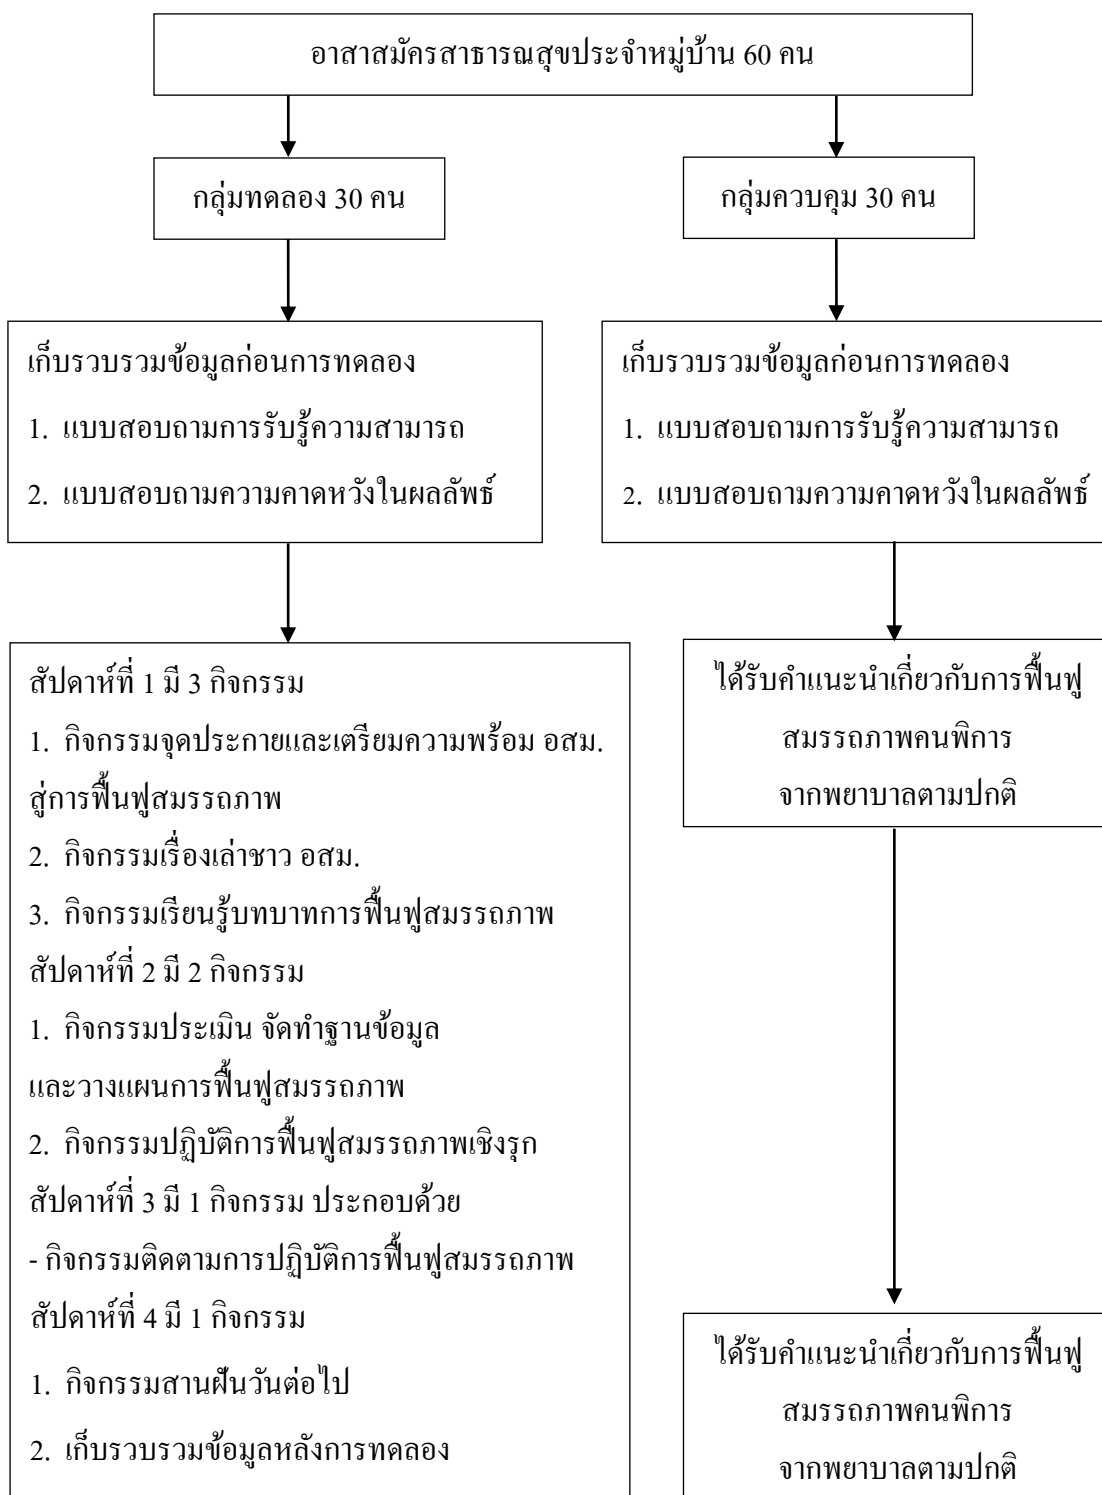 อาสาสมัครสาธารณสุขประจำหมู่บ้าน 60 คน
กลุ่มทดลอง 30 คน
กลุ่มควบคุม 30 คน
เก็บรวบรวมข้อมูลก่อนการทดลอง
1. แบบสอบถามการรับรู้ความสามารถ
2. แบบสอบถามความคาดหวังในผลลัพธ์
เก็บรวบรวมข้อมูลก่อนการทดลอง
1. แบบสอบถามการรับรู้ความสามารถ
2. แบบสอบถามความคาดหวังในผลลัพธ์
สัปดาห์ที่ 1 มี 3 กิจกรรม
1. กิจกรรมจุดประกายและเตรียมความพร้อม อสม.
สู่การฟื้นฟูสมรรถภาพ
2. กิจกรรมเรื่องเล่าชาว อสม.
3. กิจกรรมเรียนรู้บทบาทการฟื้นฟูสมรรถภาพ
สัปดาห์ที่ 2 มี 2 กิจกรรม
1. กิจกรรมประเมิน จัดทำฐานข้อมูล
และวางแผนการฟื้นฟูสมรรถภาพ
2. กิจกรรมปฏิบัติการฟื้นฟูสมรรถภาพเชิงรุก
สัปดาห์ที่ 3 มี 1 กิจกรรม ประกอบด้วย
- กิจกรรมติดตามการปฏิบัติการฟื้นฟูสมรรถภาพ
สัปดาห์ที่ 4 มี 1 กิจกรรม
1. กิจกรรมสานฝันวันต่อไป
2. เก็บรวบรวมข้อมูลหลังการทดลอง
ได้รับคำแนะนำเกี่ยวกับการฟื้นฟู
สมรรถภาพคนพิการ
จากพยาบาลตามปกติ
ได้รับคำแนะนำเกี่ยวกับการฟื้นฟู
สมรรถภาพคนพิการ
จากพยาบาลตามปกติ